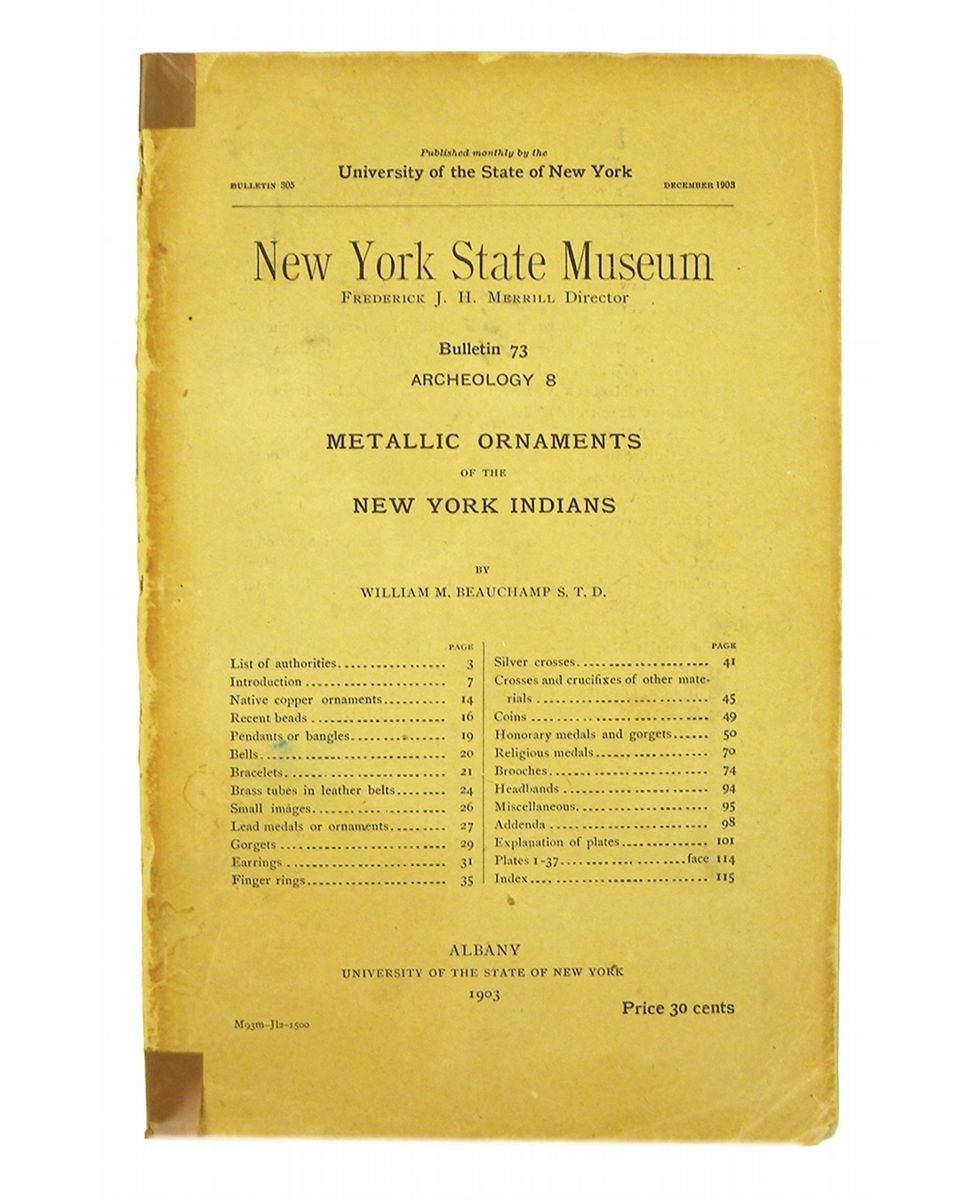 Published monthly by the
University of the State of New York
BULLETIN 305
DECEMBER 1903
New York State Museum
FREDERICK J. H. MERRILL Director
Bulletin 73
ARCHEOLOGY 8
METALLIC ORNAMENTS
OF THE
NEW YORK INDIANS
BY
WILLIAM M. BEAUCHAMP S. T. D.
PAGE
List of authorities.................. 3
Introduction .................. 7
Native copper ornaments.......... 14
Recent beads .................. 16
Pendants or bangles............... 19
Bells.............................. 20
Bracelets......................... 21
Brass tubes in leather belts....... 24
Small images..................... 26
Lead medals or ornaments......... 27
Gorgets ......................... 29
Earrings ........................ 31
Finger rings...................... 35
PAGE
Silver crosses..................... 41
Crosses and crucifixes of other mate-
rials .......................... 45
Coins ........................... 49
Honorary medals and gorgets...... 50
Religious medals.................. 70
Brooches......................... 74
Headbands ...................... 94
Miscellaneous..................... 95
Addenda ........................ 98
Explanation of plates.............. 101
Plates 1-37....................face 114
Index............................ 115
ALBANY
UNIVERSITY OF THE STATE OF NEW YORK
1903
Price 30 cents
M93m-Jl2-1500